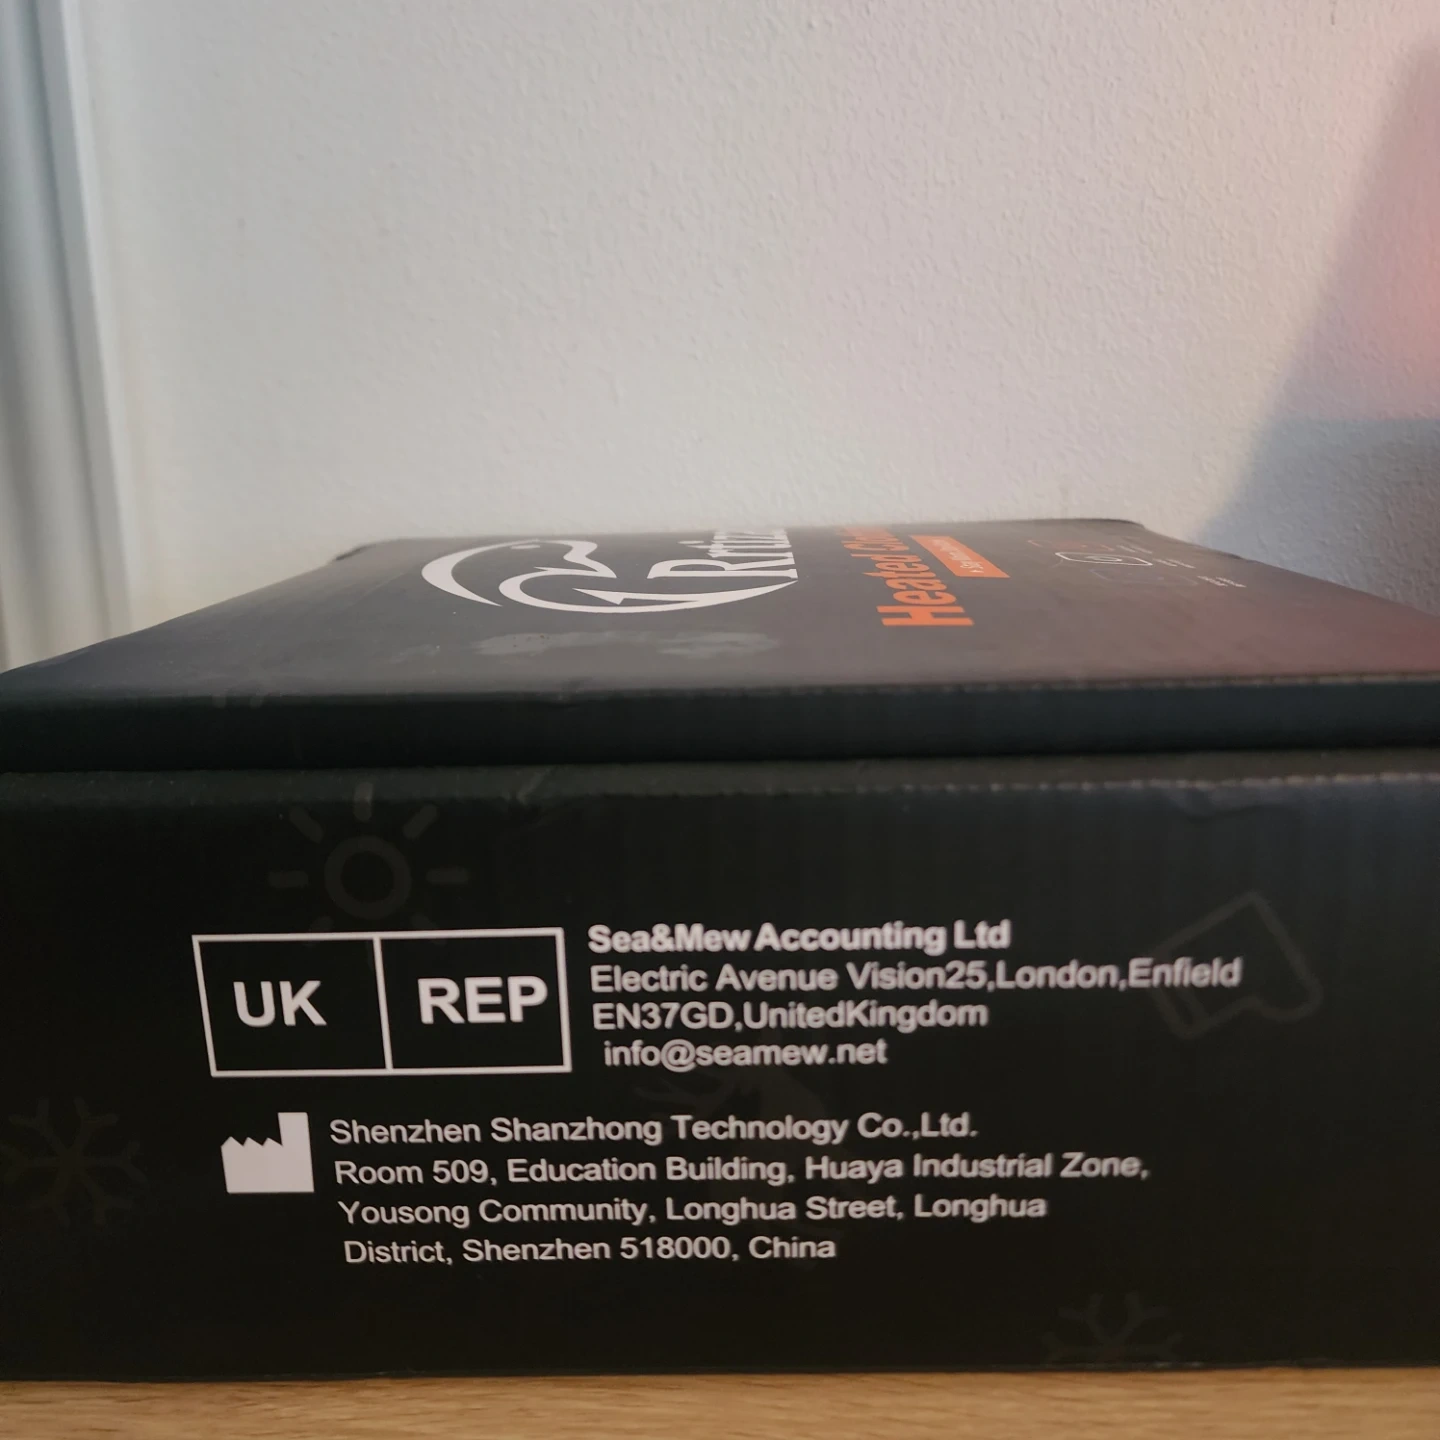 Heated
UK REP
Sea&Mew Accounting Ltd
Electric Avenue Vision25,London,Enfield
EN37GD,UnitedKingdom
info@seamew.net
Shenzhen Shanzhong Technology Co.,Ltd.
Room 509, Education Building, Huaya Industrial Zone,
Yousong Community, Longhua Street, Longhua
District, Shenzhen 518000, China